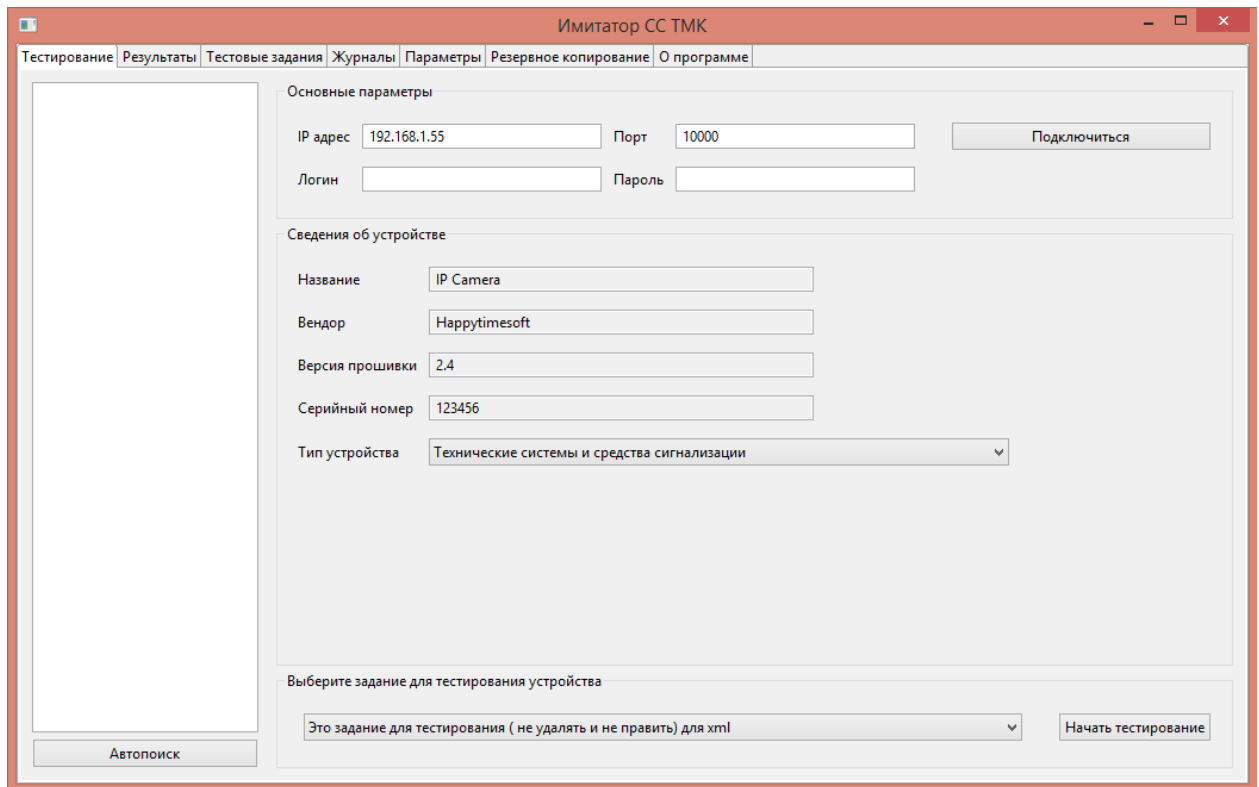 Имитатор СС ТМК
Тестирование Результаты Тестовые задания Журналы Параметры Резервное копирование О программе
Основные параметры
IP адрес 192.168.1.55 Порт 10000 Подключиться
Логин Пароль
Сведения об устройстве
Название IP Camera
Вендор Happytimesoft
Версия прошивки 2.4
Серийный номер 123456
Тип устройства Технические системы и средства сигнализации
Выберите задание для тестирования устройства
Это задание для тестирования ( не удалять и не править) для xml Начать тестирование
Автопоиск